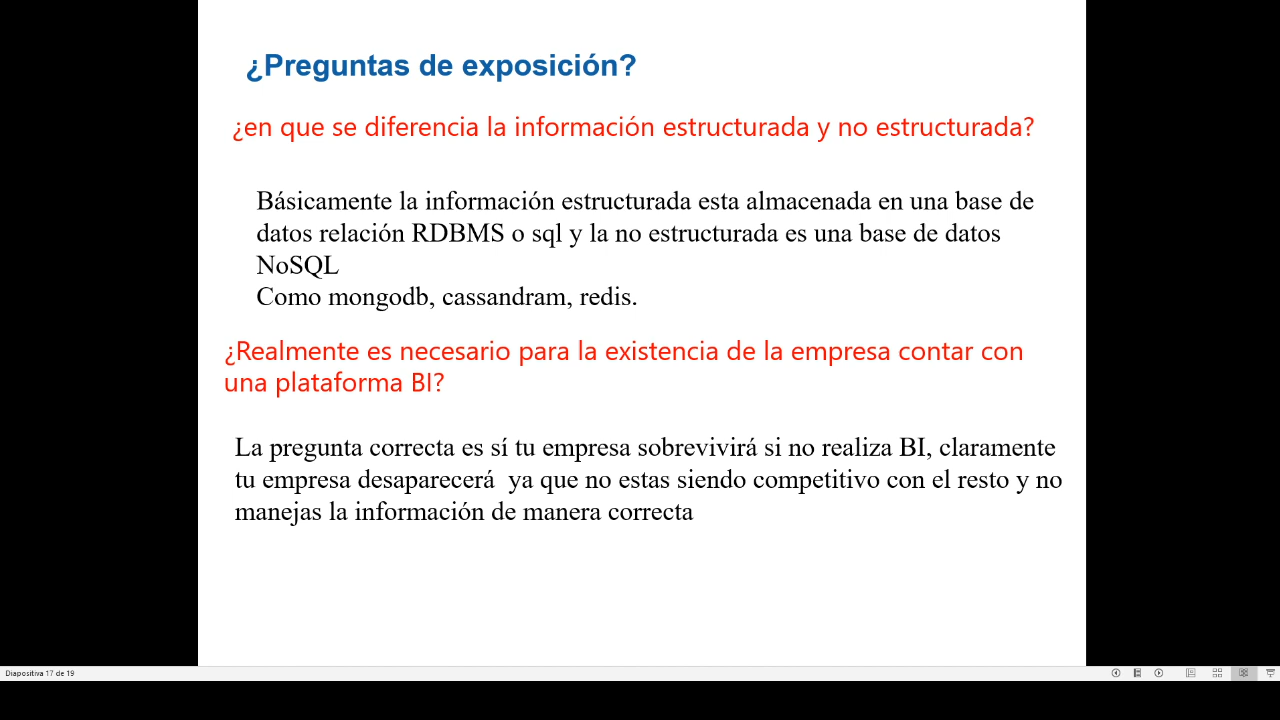 ¿Preguntas de exposición?
¿en que se diferencia la información estructurada y no estructurada?
Básicamente la información estructurada esta almacenada en una base de
datos relación RDBMS o sql y la no estructurada es una base de datos
NoSQL
Como mongodb, cassandram, redis.
¿Realmente es necesario para la existencia de la empresa contar con
una plataforma BI?
La pregunta correcta es sí tu empresa sobrevivirá si no realiza BI, claramente
tu empresa desaparecerá  ya que no estas siendo competitivo con el resto y no
manejas la información de manera correcta
Diapositiva 17 de 19